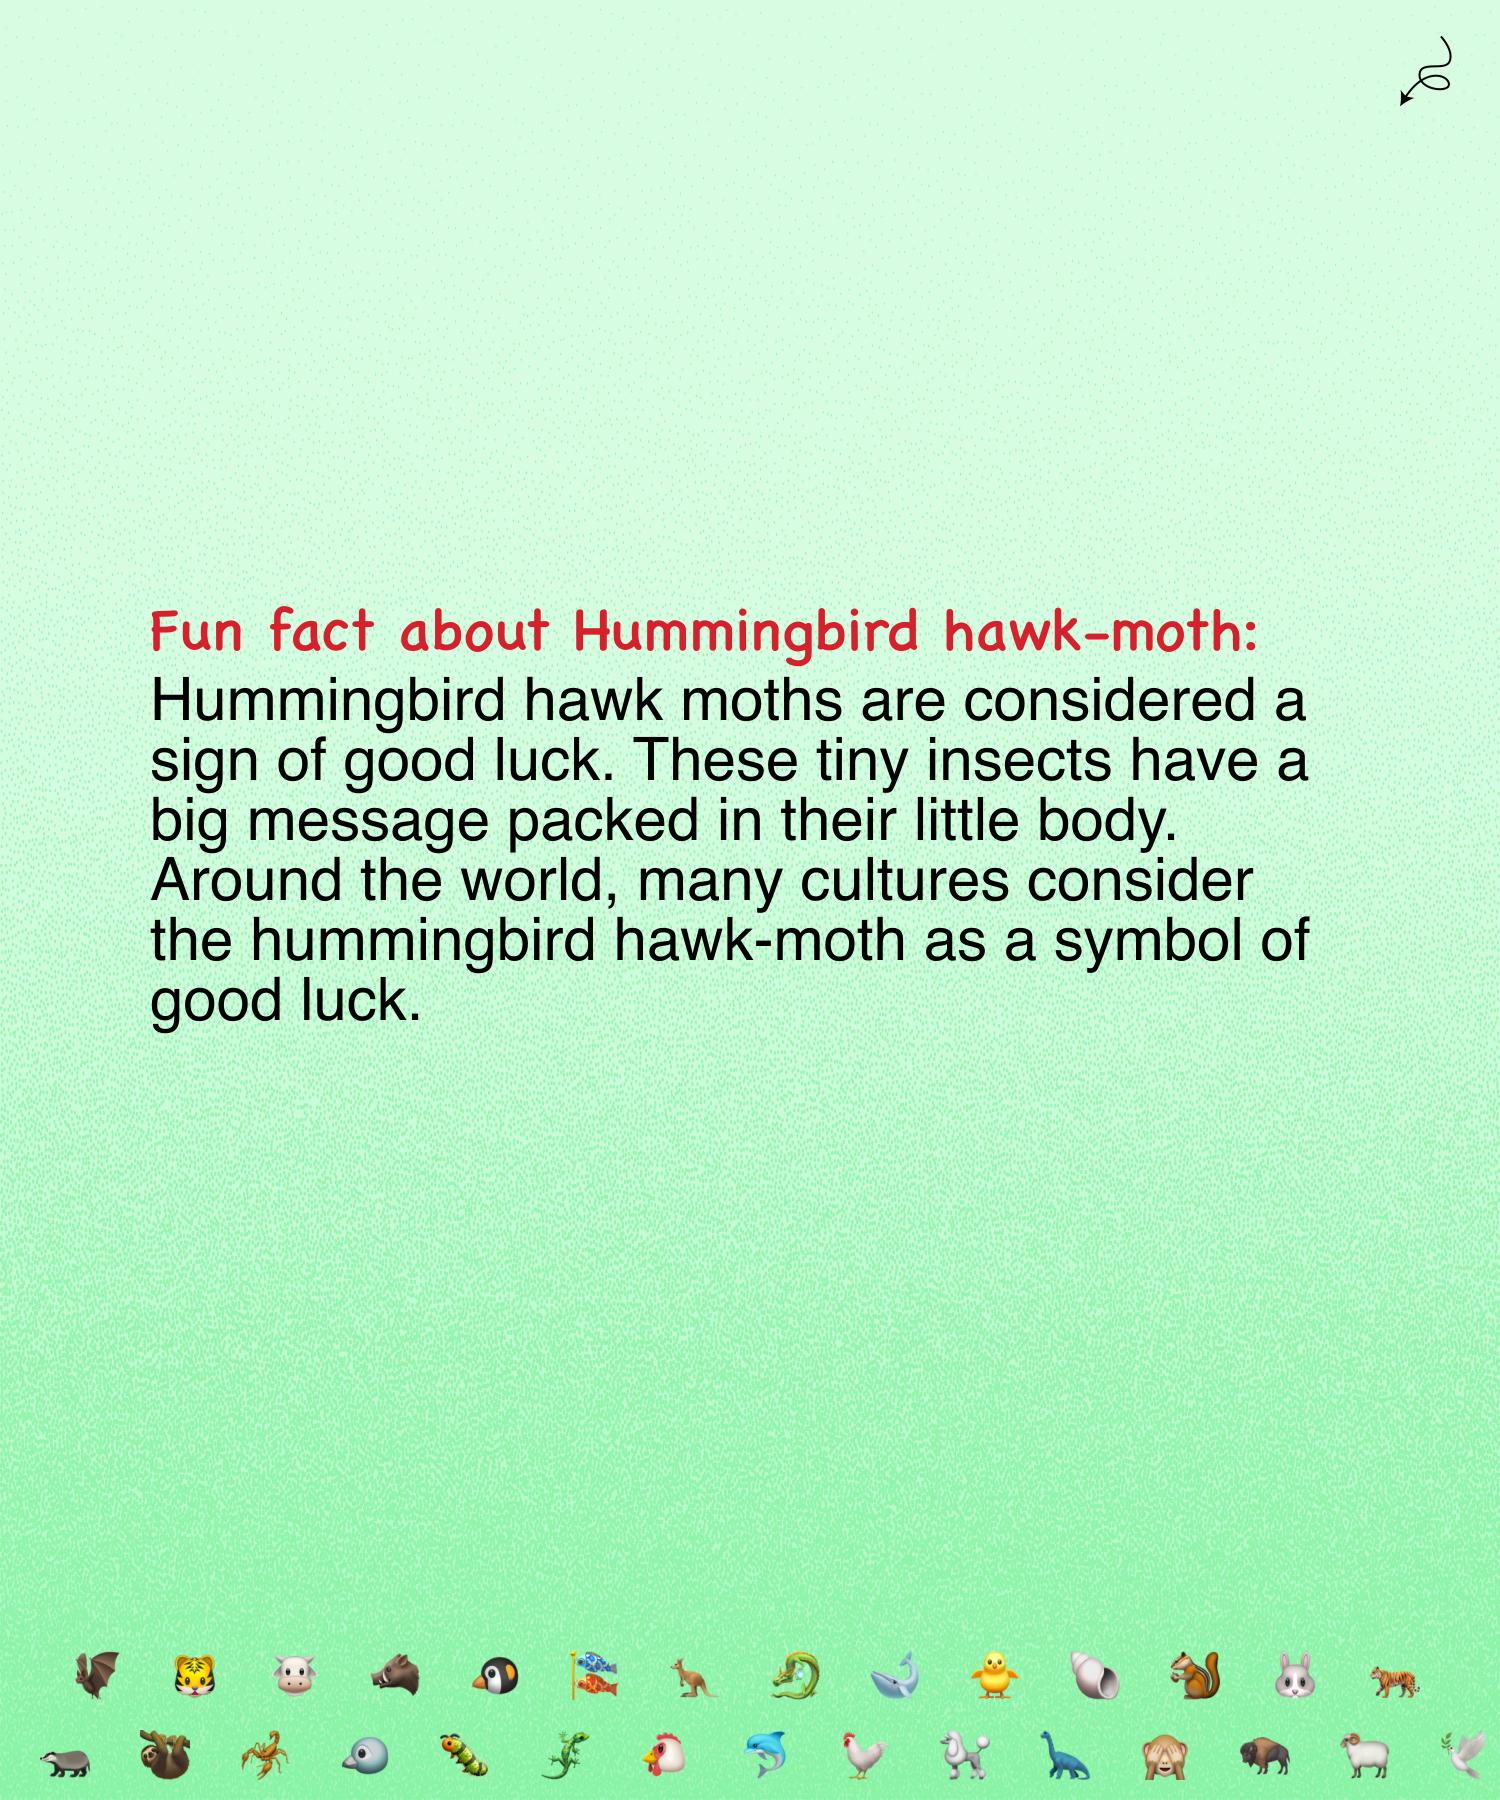 Fun fact about Hummingbird hawk-moth:
Hummingbird hawk moths are considered a
sign of good luck. These tiny insects have a
big message packed in their little body.
Around the world, many cultures consider
the hummingbird hawk-moth as a symbol of
good luck.